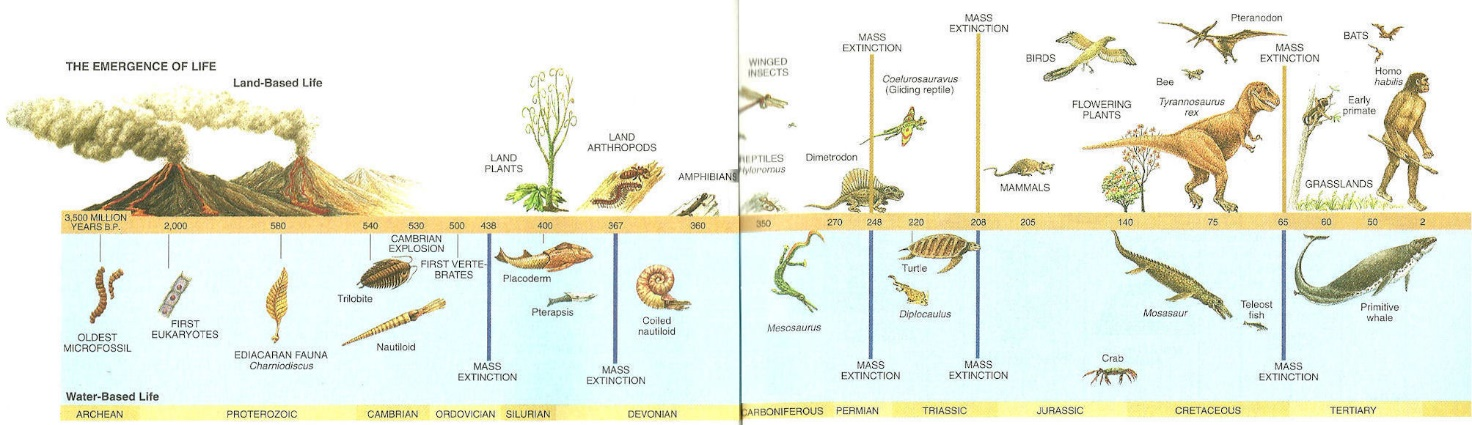 THE EMERGENCE OF LIFE
Land-Based Life
LAND
PLANTS
LAND
ARTHROPODS
AMPHIBIANS
WINGED
INSECTS
REPTILES
Hylonomus
Dimetrodon
MASS
EXTINCTION
Coelurosauravus
(Gliding reptile)
MASS
EXTINCTION
MAMMALS
BIRDS
FLOWERING
PLANTS
Bee
Pteranodon
Tyrannosaurus
rex
MASS
EXTINCTION
Early
primate
BATS
Homo
habilis
GRASSLANDS
3,500 MILLION
YEARS B.P.
2,000
580
540
530
500
438
400
367
360
350
270
248
220
208
205
140
75
65
60
50
2
OLDEST
MICROFOSSIL
FIRST
EUKARYOTES
EDIACARAN FAUNA
Charniodiscus
CAMBRIAN
EXPLOSION
Trilobite
Nautiloid
FIRST VERTE-
BRATES
MASS
EXTINCTION
Placoderm
Pterapsis
MASS
EXTINCTION
Coiled
nautiloid
Mesosaurus
MASS
EXTINCTION
Turtle
Diplocaulus
MASS
EXTINCTION
Crab
Mosasaur
Teleost
fish
MASS
EXTINCTION
Primitive
whale
Water-Based Life
ARCHEAN
PROTEROZOIC
CAMBRIAN
ORDOVICIAN
SILURIAN
DEVONIAN
CARBONIFEROUS
PERMIAN
TRIASSIC
JURASSIC
CRETACEOUS
TERTIARY